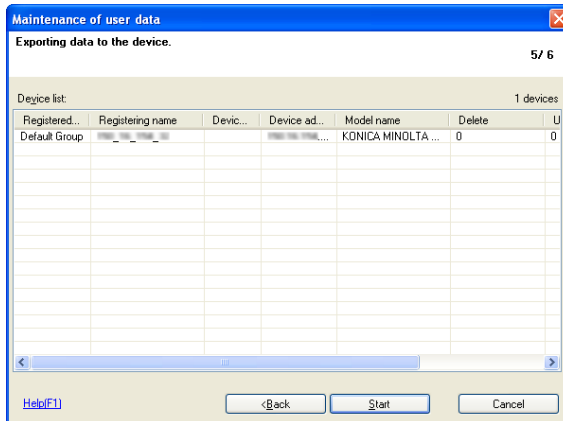 Maintenance of user data
Exporting data to the device.
5/ 6
Device list: 1 devices
Registered... Registering name Devic... Device ad... Model name Delete U
Default Group KONICA MINOLTA ... 0 0
Help(F1) <Back Start Cancel